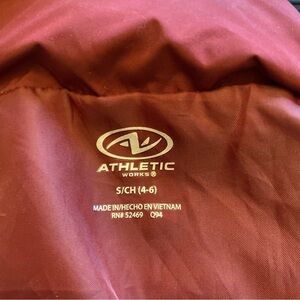 ATHLETIC
WORKS®
S/CH (4-6)
MADE IN/HECHO EN VIETNAM
RN# 52469 Q94